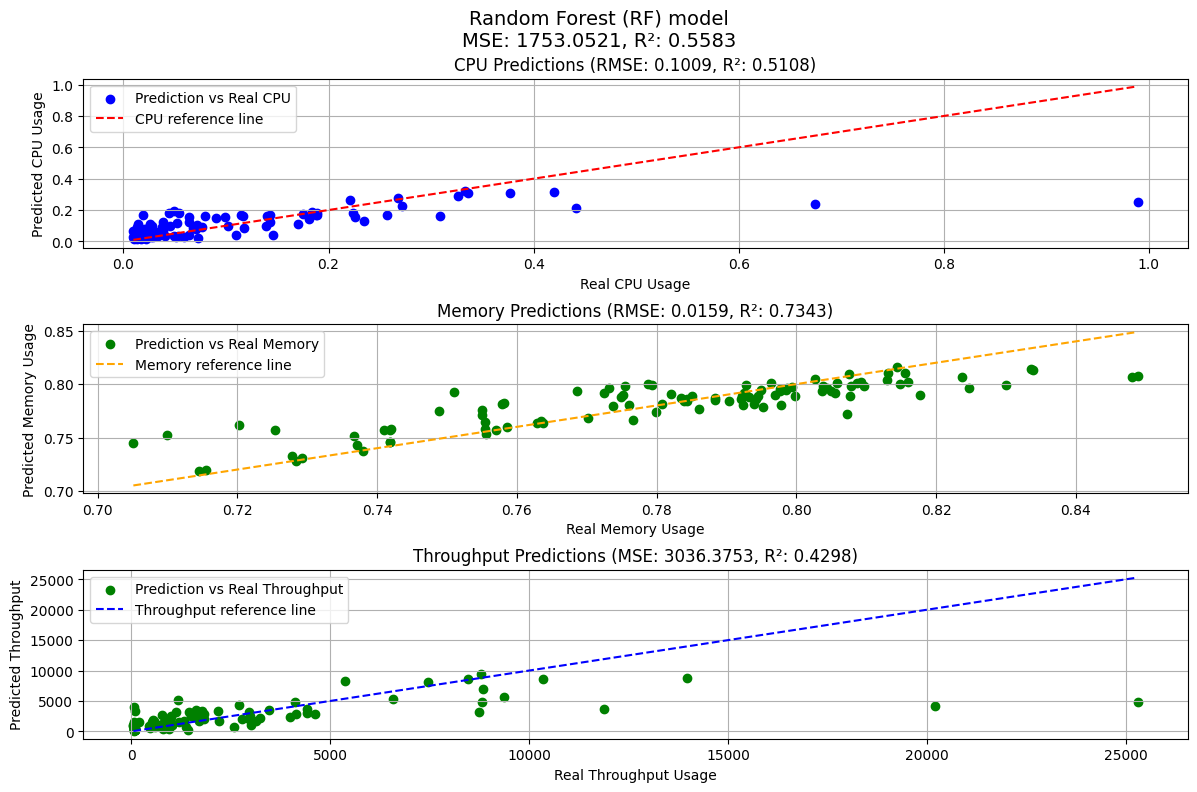 Random Forest (RF) model
MSE: 1753.0521, R²: 0.5583
CPU Predictions (RMSE: 0.1009, R²: 0.5108)
Predicted CPU Usage
1.0
0.8
0.6
0.4
0.2
0.0
Prediction vs Real CPU
CPU reference line
0.0 0.2 0.4 0.6 0.8 1.0
Real CPU Usage
Memory Predictions (RMSE: 0.0159, R²: 0.7343)
Predicted Memory Usage
0.85
0.80
0.75
0.70
Prediction vs Real Memory
Memory reference line
0.70 0.72 0.74 0.76 0.78 0.80 0.82 0.84
Real Memory Usage
Throughput Predictions (MSE: 3036.3753, R²: 0.4298)
Predicted Throughput
25000
20000
15000
10000
5000
0
Prediction vs Real Throughput
Throughput reference line
0 5000 10000 15000 20000 25000
Real Throughput Usage